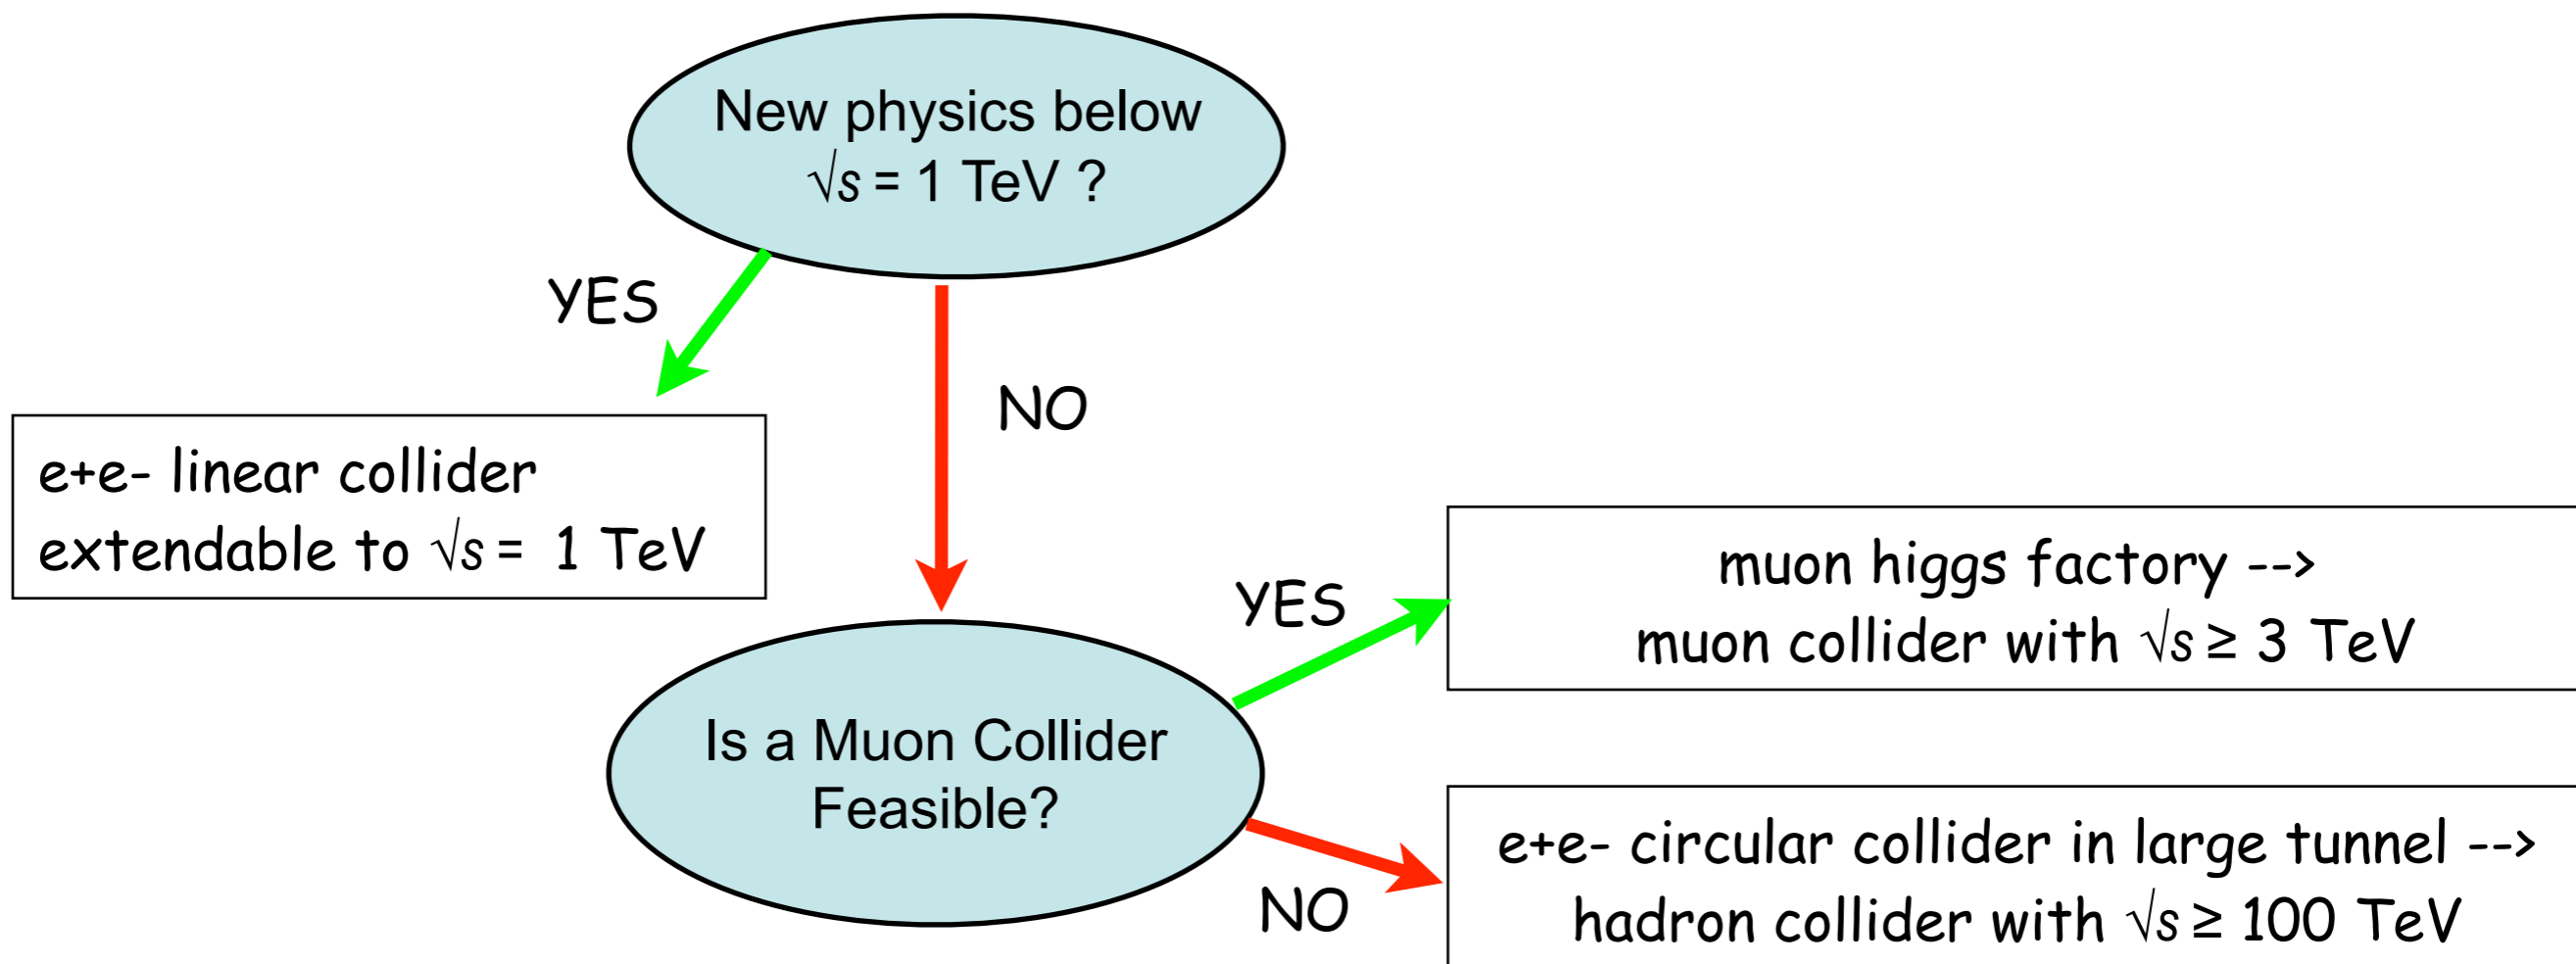 New physics below
√s = 1 TeV ?
YES
NO
e+e- linear collider
extendable to √s = 1 TeV
YES
muon higgs factory -->
muon collider with √s ≥ 3 TeV
Is a Muon Collider
Feasible?
NO
e+e- circular collider in large tunnel -->
hadron collider with √s ≥ 100 TeV